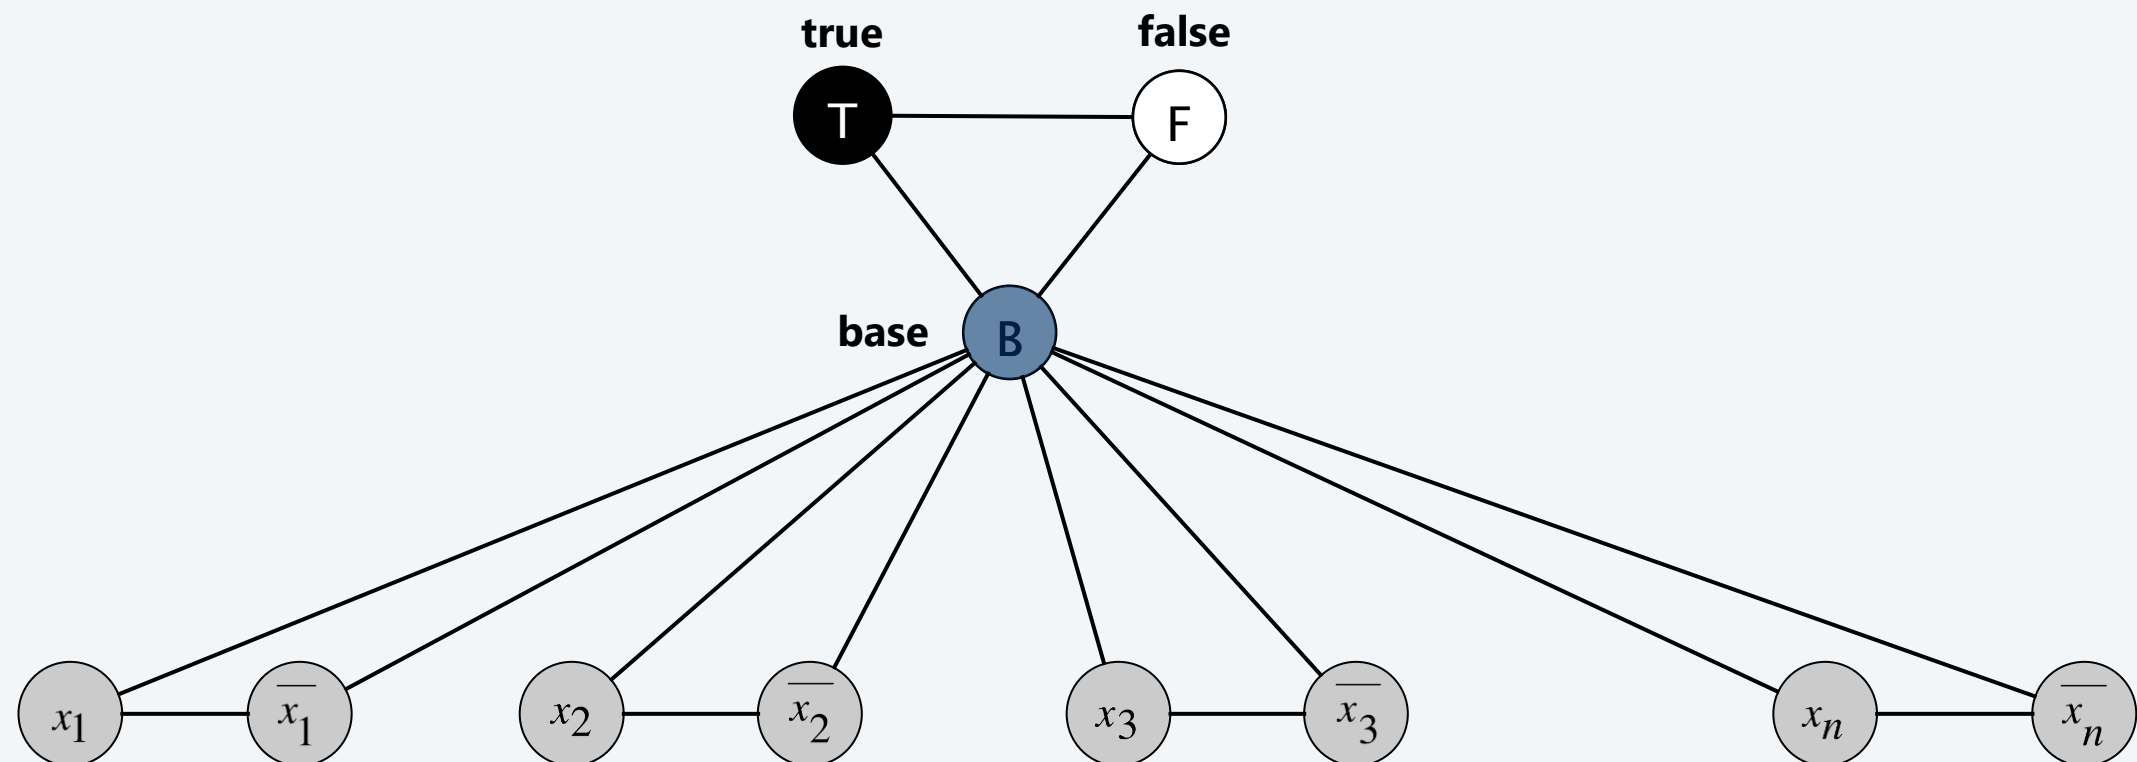 true false
T F
base B
x₁ x̅₁ x₂ x̅₂ x₃ x̅₃ xₙ x̅ₙ